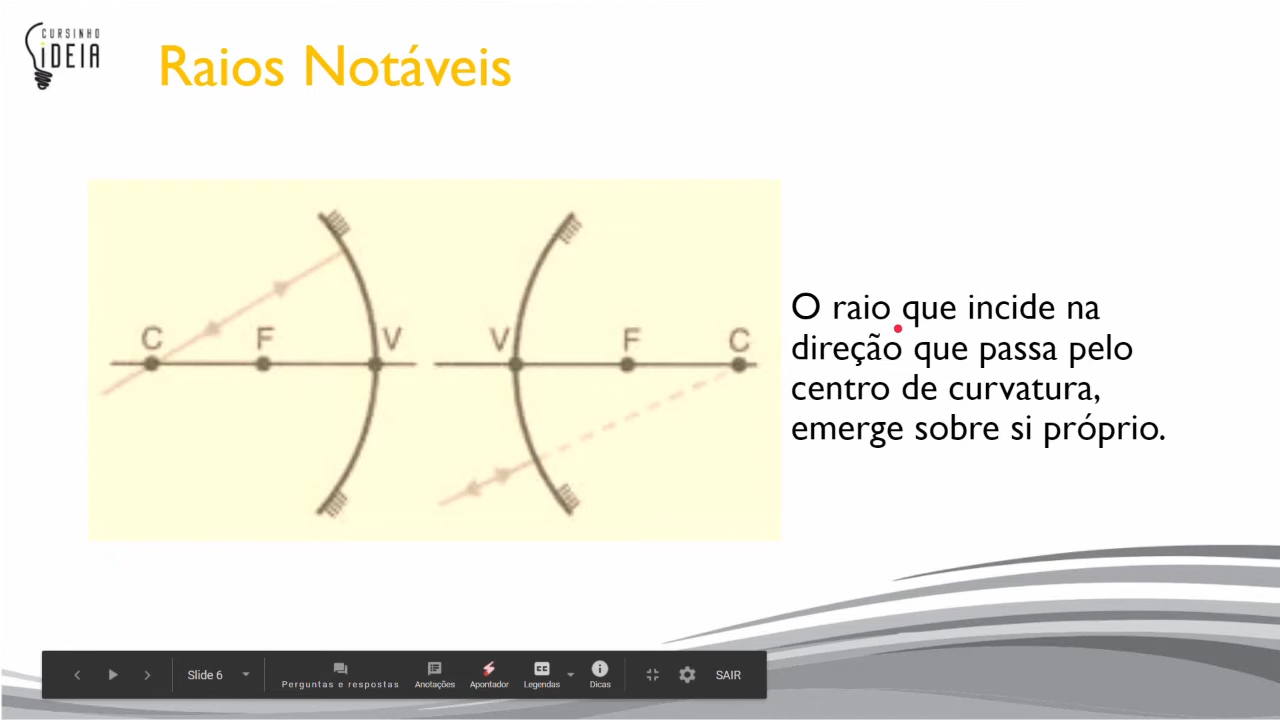 CURSINHO
iDEIA
Raios Notáveis
C F V V F C
O raio que incide na
direção que passa pelo
centro de curvatura,
emerge sobre si próprio.
Slide 6
Perguntas e respostas
Anotações
Apontador
CC
Legendas
Dicas
SAIR